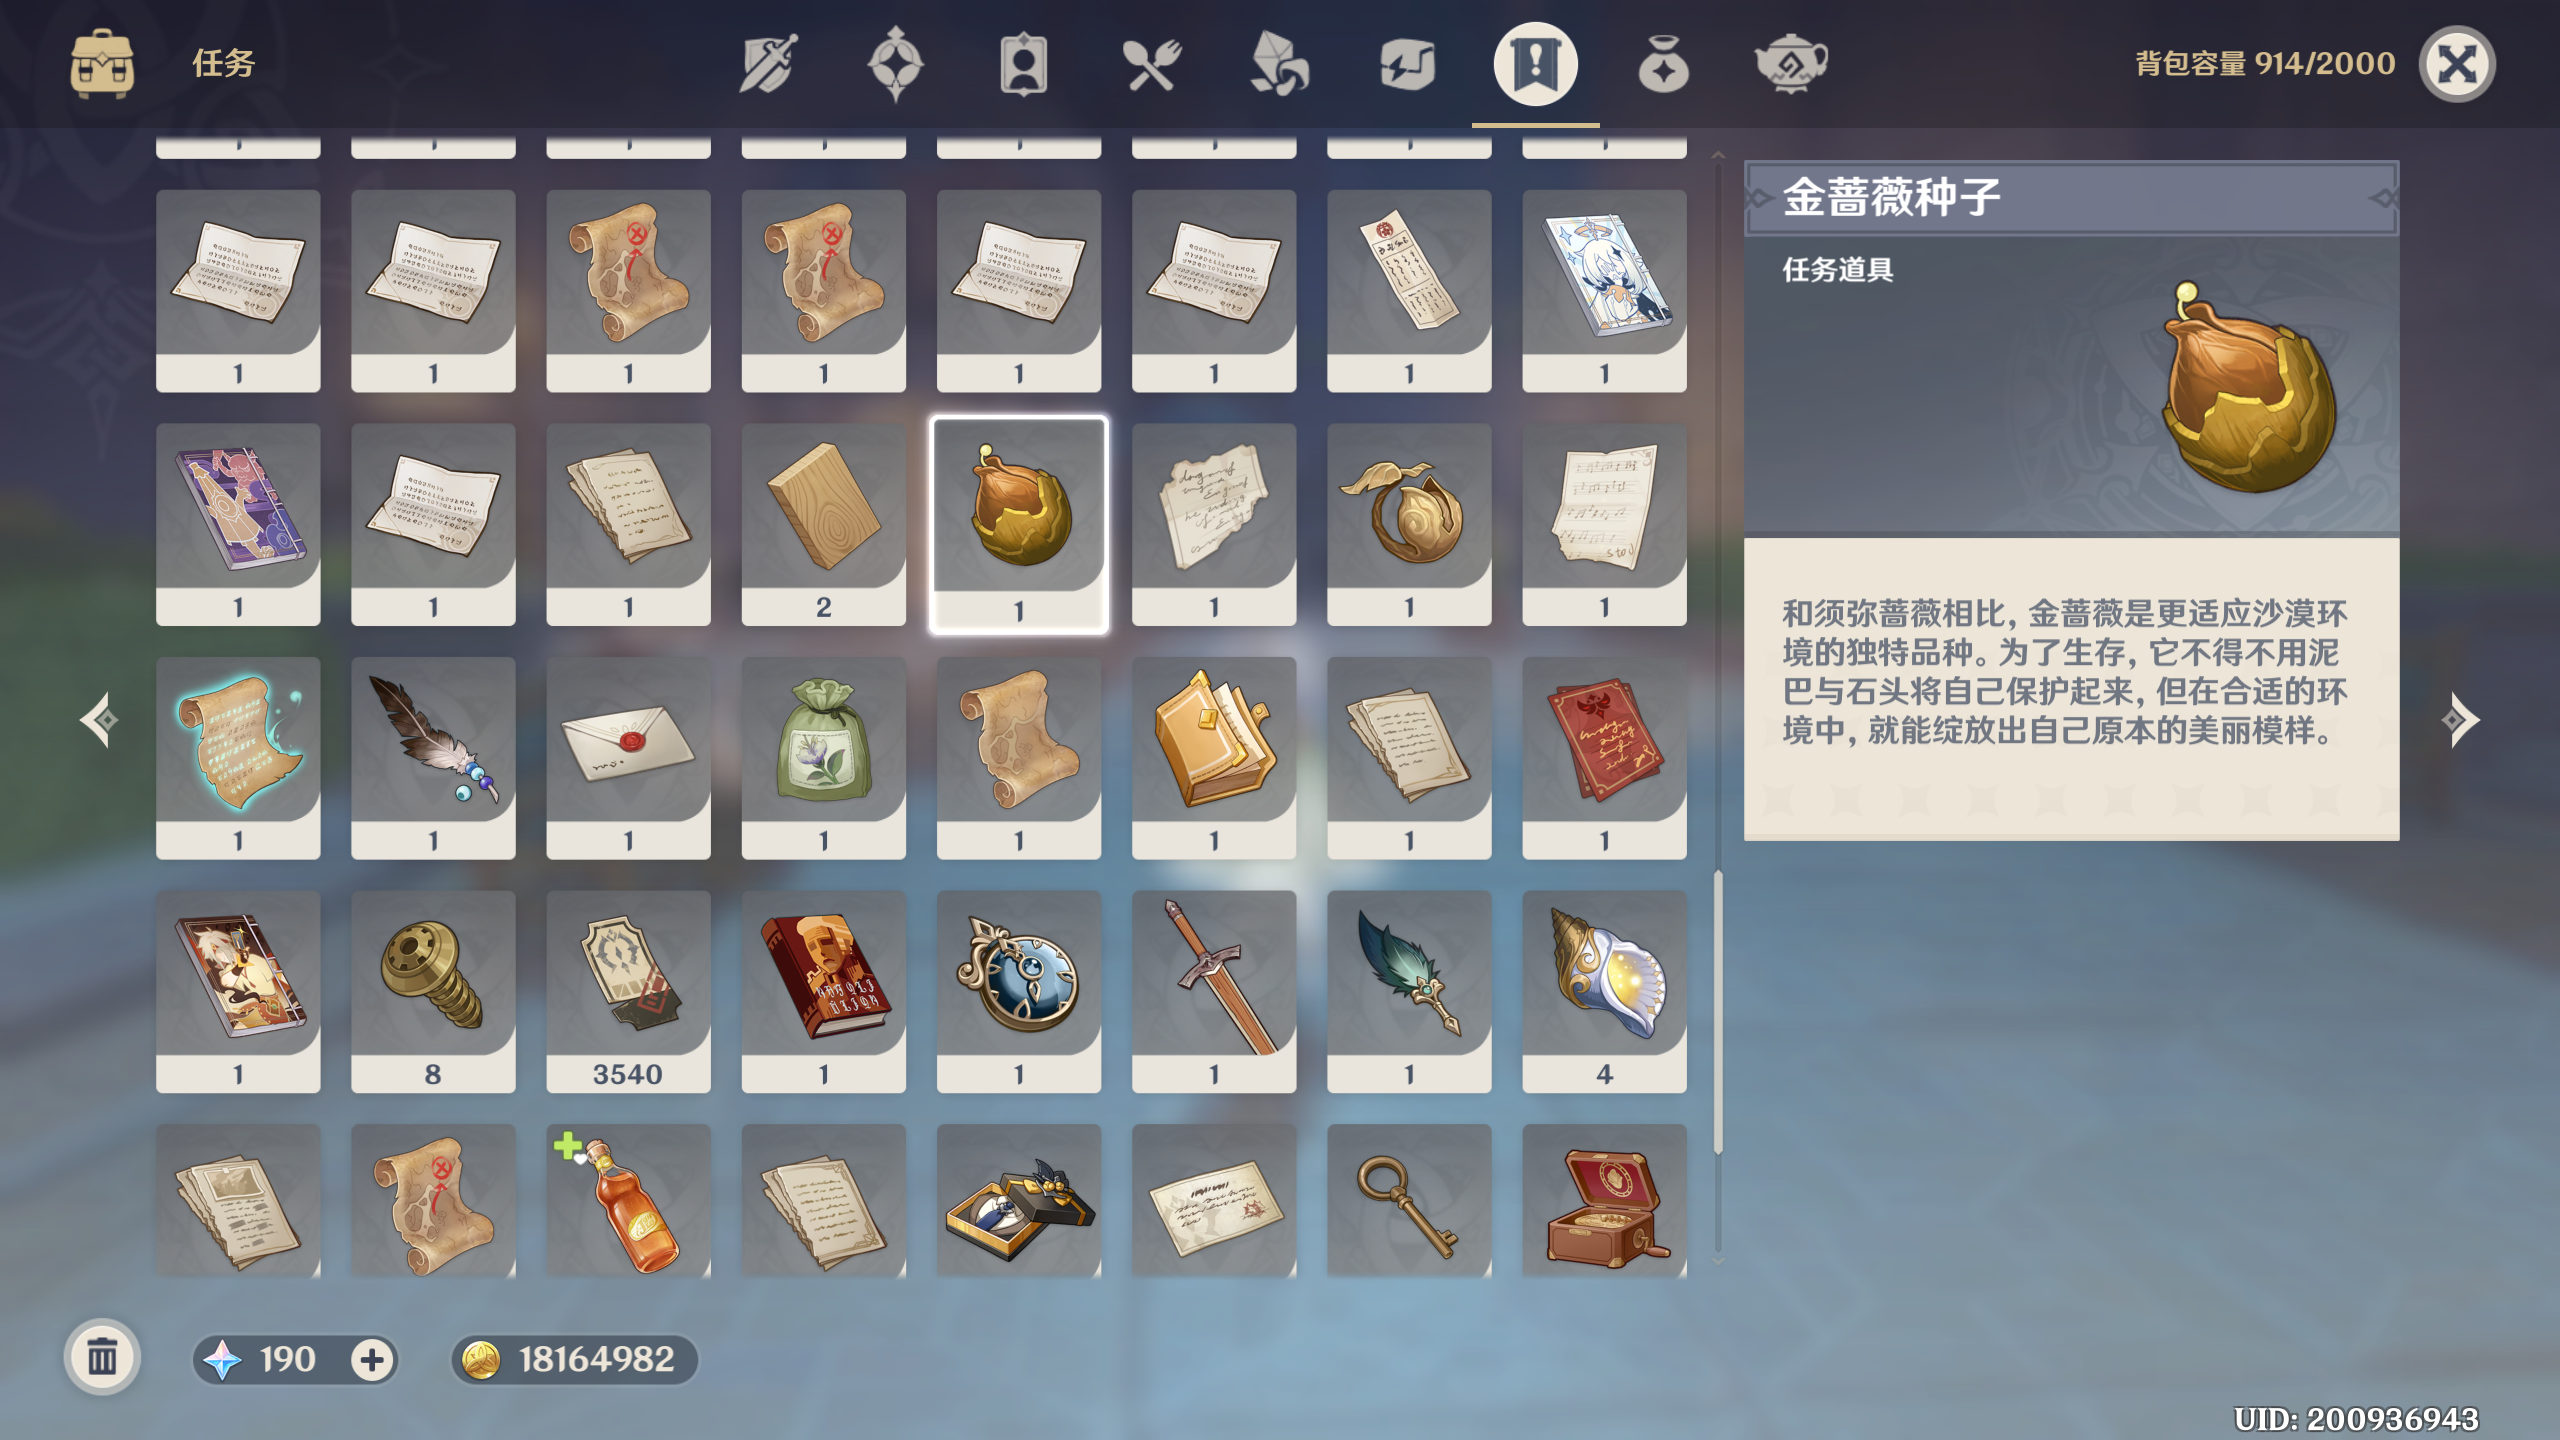 任务
背包容量 914/2000
1 1 1 1 1 1 1 1
金蔷薇种子
任务道具
和须弥蔷薇相比，金蔷薇是更适应沙漠环
境的独特品种。为了生存，它不得不用泥
巴与石头将自己保护起来，但在合适的环
境中，就能绽放出自己原本的美丽模样。
1 1 1 2 1 1 1 1
1 1 1 1 1 1 1 1
1 8 3540 1 1 1 1 4
190
18164982
UID: 200936943